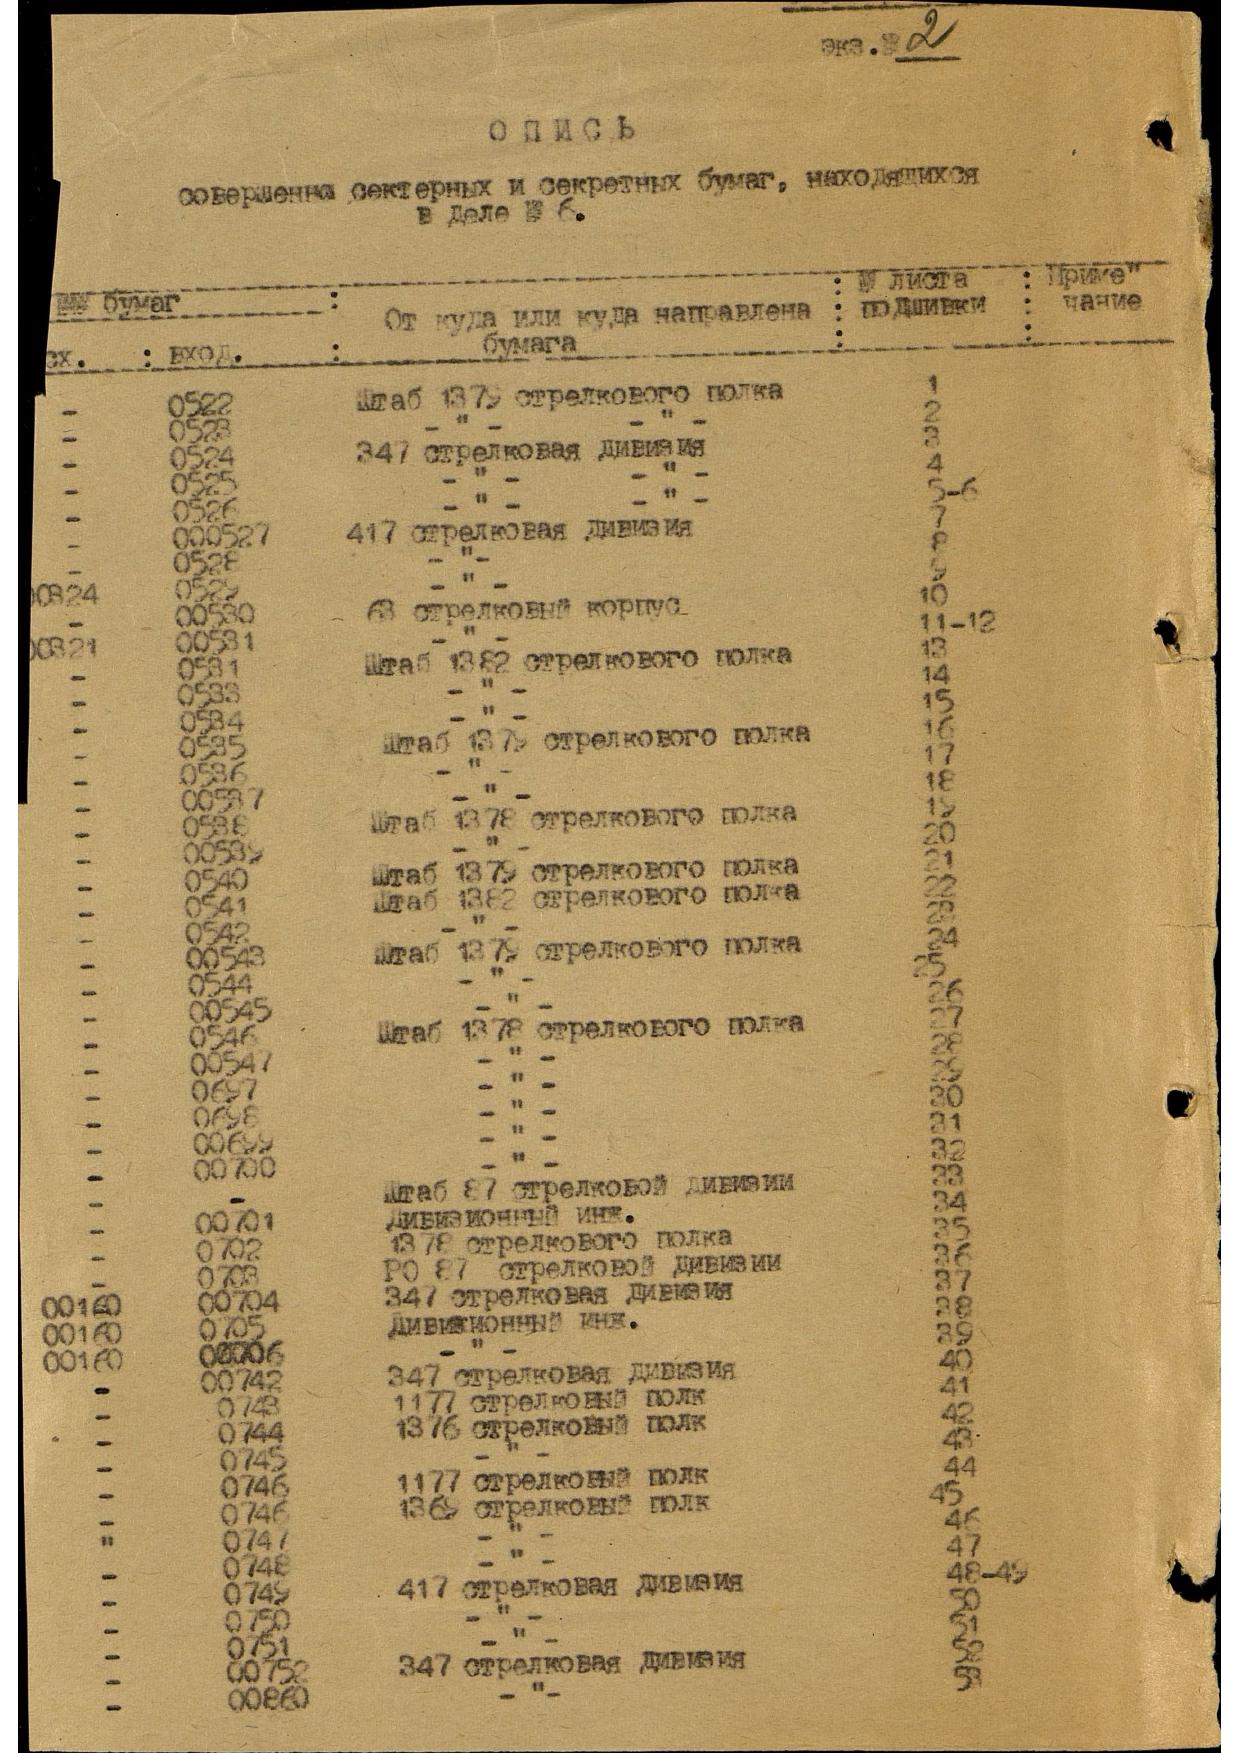 экз.№ 2
ОПИСЬ
совершенна сектерных и секретных бумаг, находящихся
в деле № 6.
№№ бумаг : От куда или куда направлена бумага : № листа подшивки : Приме" чание
сх. : вход. :
- 0522 Штаб 1379 стрелкового полка 1
- 0523 - " - - " - 2
- 0524 347 стрелковая дивизия 3
- 0525 - " - - " - 4
- 0526 - " - - " - 5-6
- 000527 417 стрелковая дивизия 7
- 0528 - " - 8
00324 0529 - " - 9
- 00530 63 стрелковый корпус 10
00321 00531 - " - 11-12
- 0531 Штаб 1382 стрелкового полка 13
- 0533 - " - 14
- 0534 - " - 15
- 0535 Штаб 1379 стрелкового полка 16
- 0536 - " - 17
- 00537 - " - 18
- 0538 Штаб 1378 стрелкового полка 19
- 00539 - " - 20
- 0540 Штаб 1379 стрелкового полка 21
- 0541 Штаб 1382 стрелкового полка 22
- 0542 - " - 23
- 00543 Штаб 1379 стрелкового полка 24
- 0544 - " - 25
- 00545 - " - 26
- 0546 Штаб 1378 стрелкового полка 27
- 00547 - " - 28
- 0697 - " - 29
- 0698 - " - 30
- 00699 - " - 31
- 00700 - " - 32
- - Штаб 87 стрелковой дивизии 33
- 00701 Дивизионный инж. 34
- 0702 1378 стрелкового полка 35
- 0703 РО 87 стрелковой дивизии 36
00160 00704 347 стрелковая дивизия 37
00160 0705 Дивизионный инж. 38
00160 00706 - " - 39
- 00742 347 стрелковая дивизия 40
- 0743 1177 стрелковый полк 41
- 0744 1376 стрелковый полк 42
- 0745 - " - 43
- 0746 1177 стрелковый полк 44
- 0746 1369 стрелковый полк 45
" 0747 - " - 46
- 0748 - " - 47
- 0749 417 стрелковая дивизия 48-49
- 0750 - " - 50
- 0751 - " - 51
- 00752 347 стрелковая дивизия 52
- 00860 - "- 53